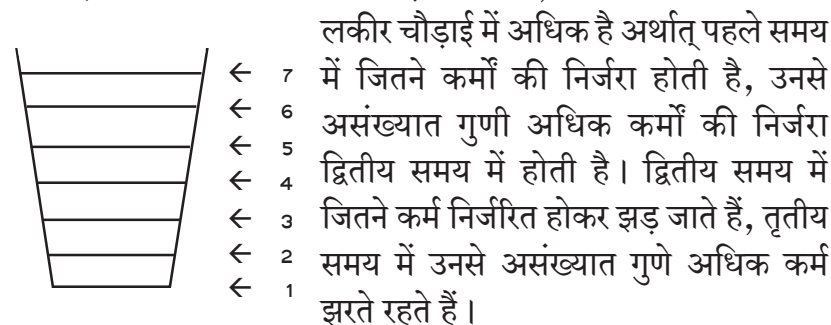 लकीर चौड़ाई में अधिक है अर्थात् पहले समय
← 7 में जितने कर्मों की निर्जरा होती है, उनसे
← 6 असंख्यात गुणी अधिक कर्मों की निर्जरा
← 5 द्वितीय समय में होती है। द्वितीय समय में
← 4
← 3 जितने कर्म निर्जरित होकर झड़ जाते हैं, तृतीय
← 2 समय में उनसे असंख्यात गुणे अधिक कर्म
← 1 झरते रहते हैं।